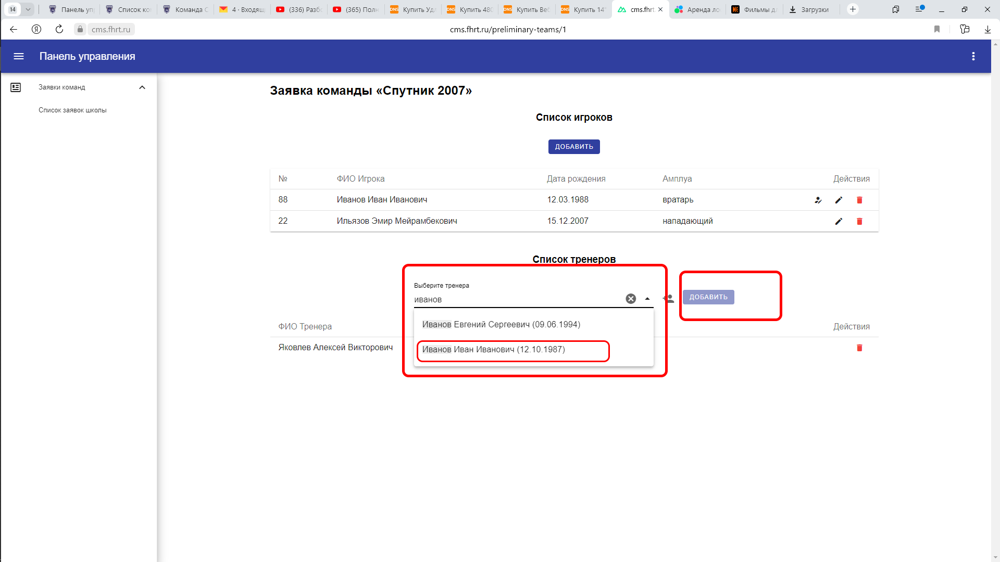 14 Панель упр Список ко Команда С 4 · Входящ (336) Разбо (365) Полн Купить Уд Купить 480 Купить Ве Купить 14" cms.fhrt. Аренда ло Фильмы д Загрузки
cms.fhrt.ru cms.fhrt.ru/preliminary-teams/1
Панель управления
Заявки команд
Список заявок школы
Заявка команды «Спутник 2007»
Список игроков
ДОБАВИТЬ
№ ФИО Игрока Дата рождения Амплуа Действия
88 Иванов Иван Иванович 12.03.1988 вратарь
22 Ильязов Эмир Мейрамбекович 15.12.2007 нападающий
Список тренеров
Выберите тренера
иванов
ДОБАВИТЬ
Иванов Евгений Сергеевич (09.06.1994)
Иванов Иван Иванович (12.10.1987)
ФИО Тренера Действия
Яковлев Алексей Викторович